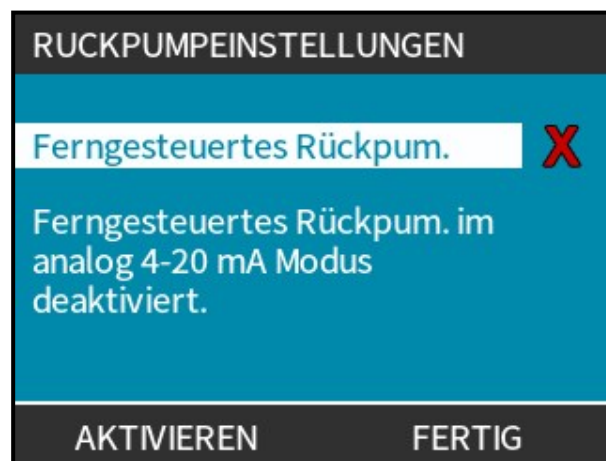 RUCKPUMPEINSTELLUNGEN
Ferngesteuertes Rückpum.
X
Ferngesteuertes Rückpum. im
analog 4-20 mA Modus
deaktiviert.
AKTIVIEREN FERTIG